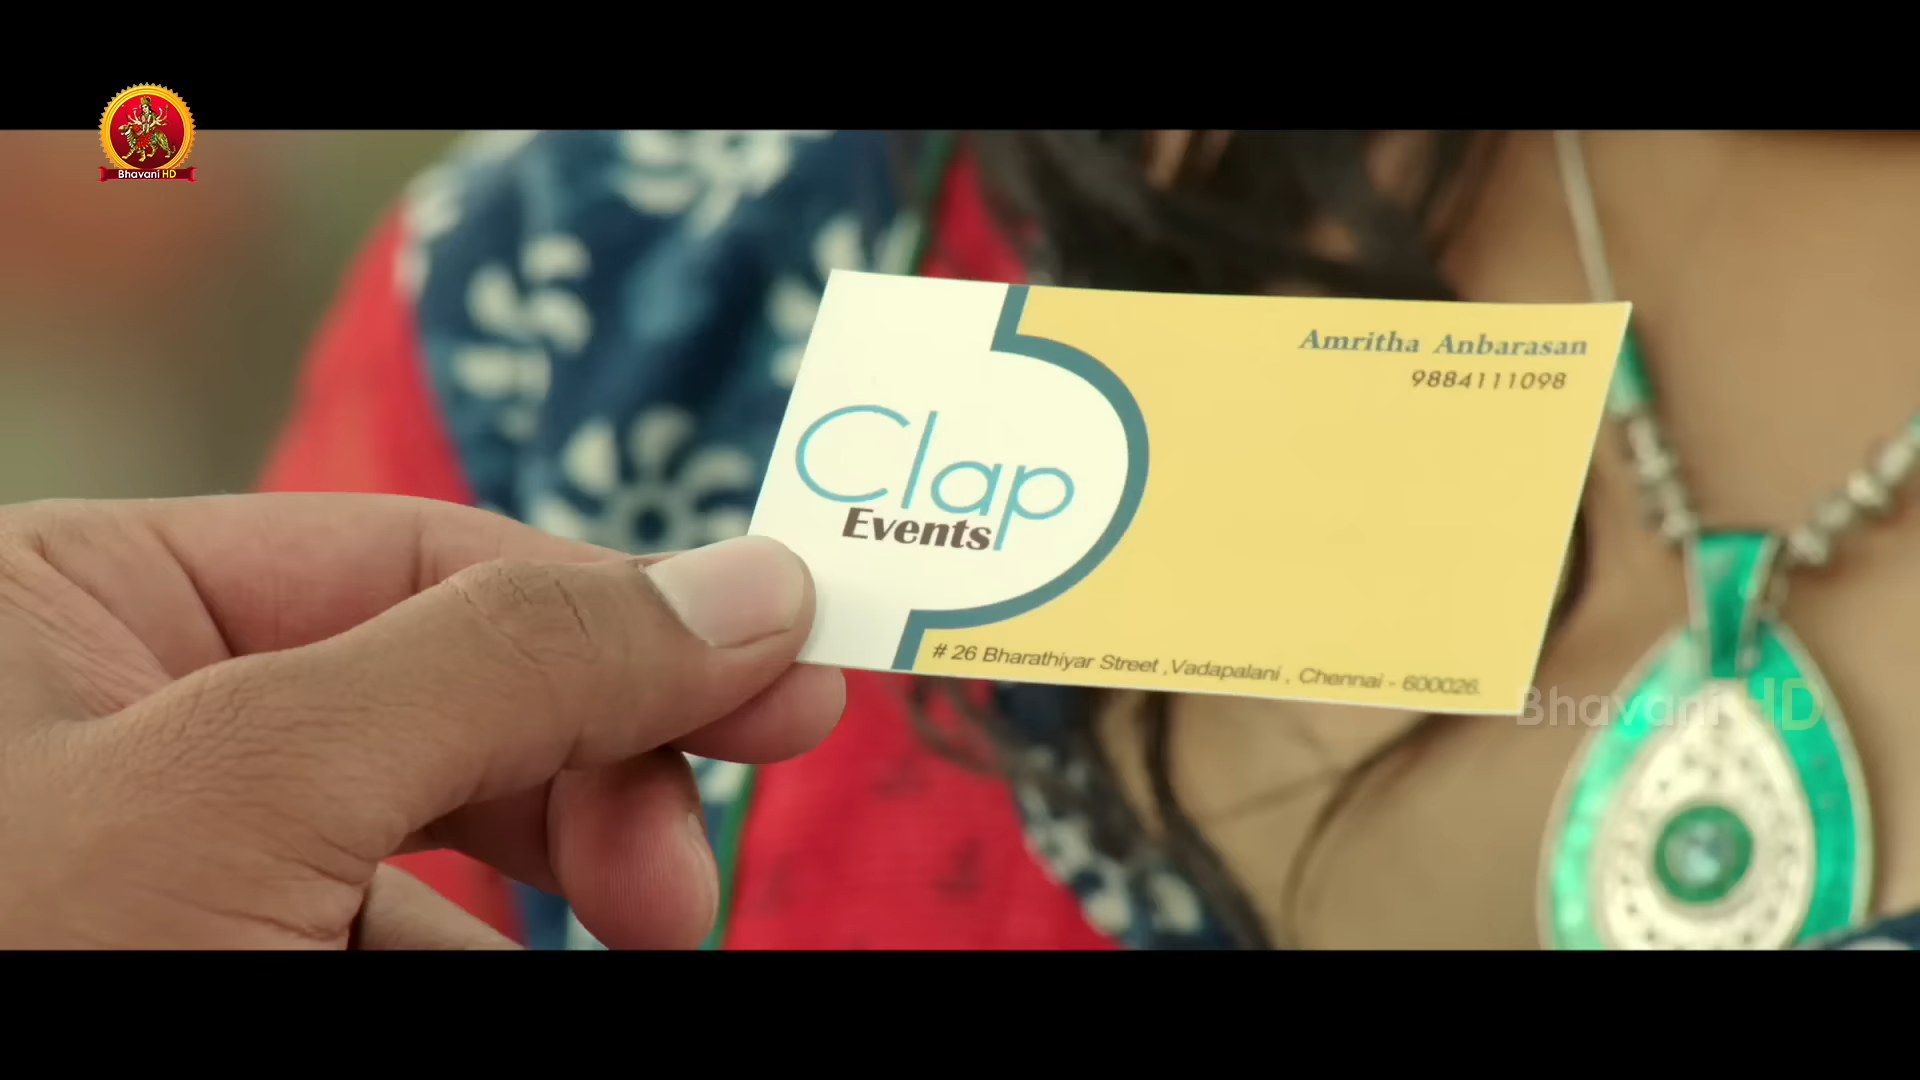 Bhavani HD
Amritha Anbarasan
9884111098
Clap
Events
# 26 Bharathiyar Street ,Vadapalani , Chennai - 600026.
Bhavani HD